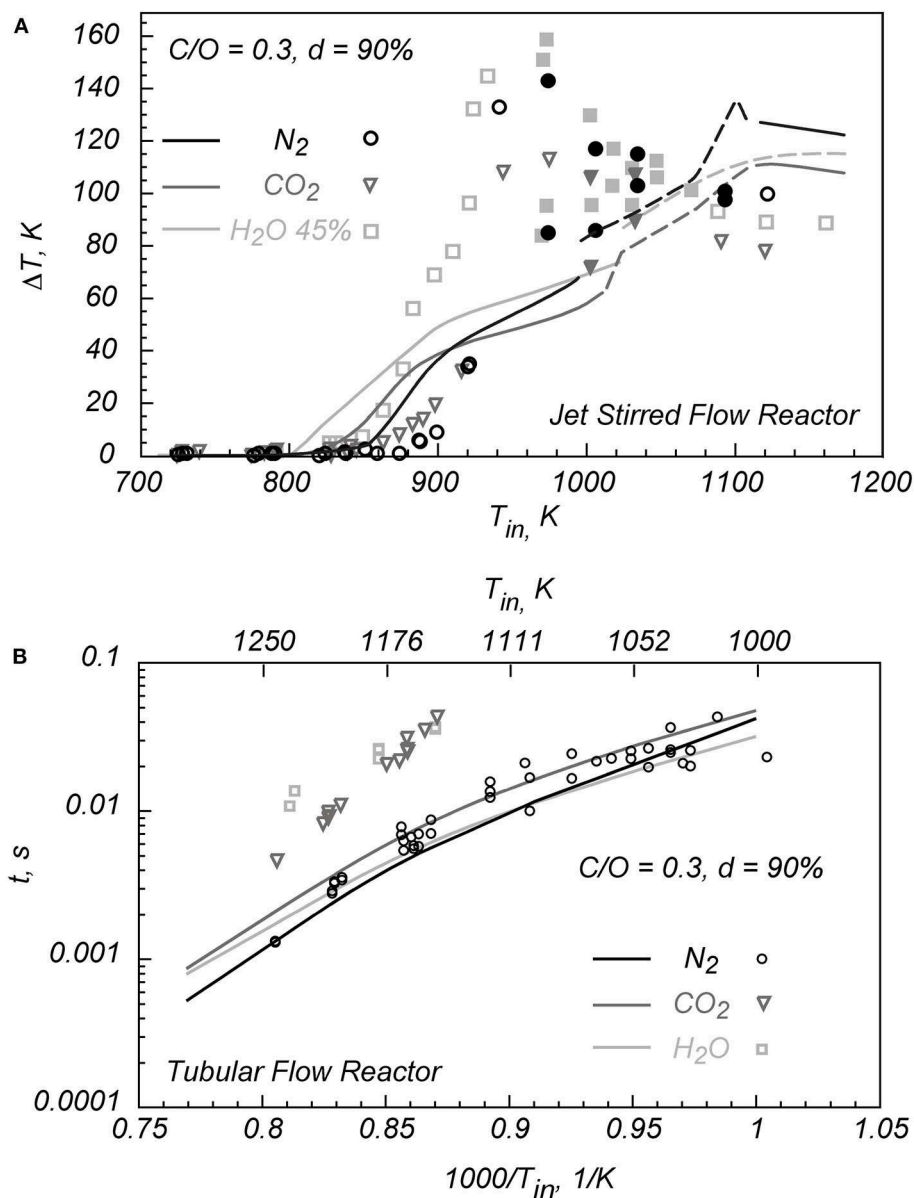 A
C/O = 0.3, d = 90%
N2
CO2
H2O 45%
ΔT, K
160
140
120
100
80
60
40
20
0
Jet Stirred Flow Reactor
700 800 900 1000 1100 1200
Tin, K
Tin, K
B
1250 1176 1111 1052 1000
0.1
0.01
0.001
0.0001
t, s
C/O = 0.3, d = 90%
N2
CO2
H2O
Tubular Flow Reactor
0.75 0.8 0.85 0.9 0.95 1 1.05
1000/Tin, 1/K